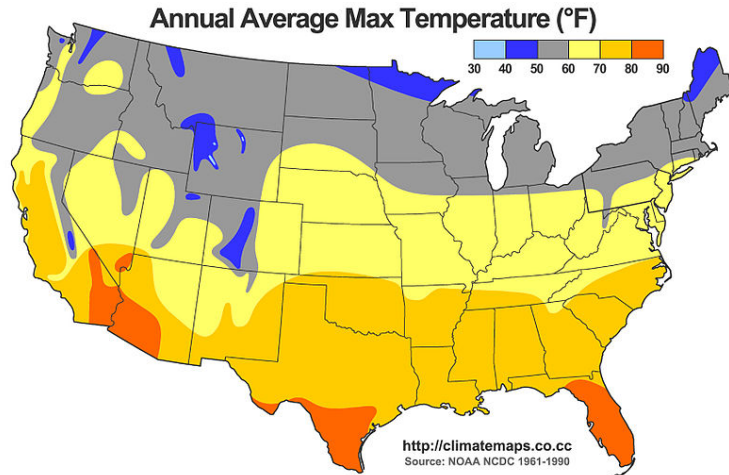 Annual Average Max Temperature (°F)
30 40 50 60 70 80 90
http://climatemaps.co.cc
Source: NOAA NCDC 1961-1990